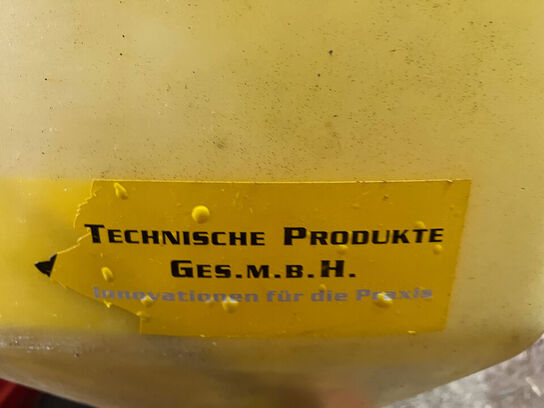 TECHNISCHE PRODUKTE
GES.M.B.H.
Innovationen für die Praxis